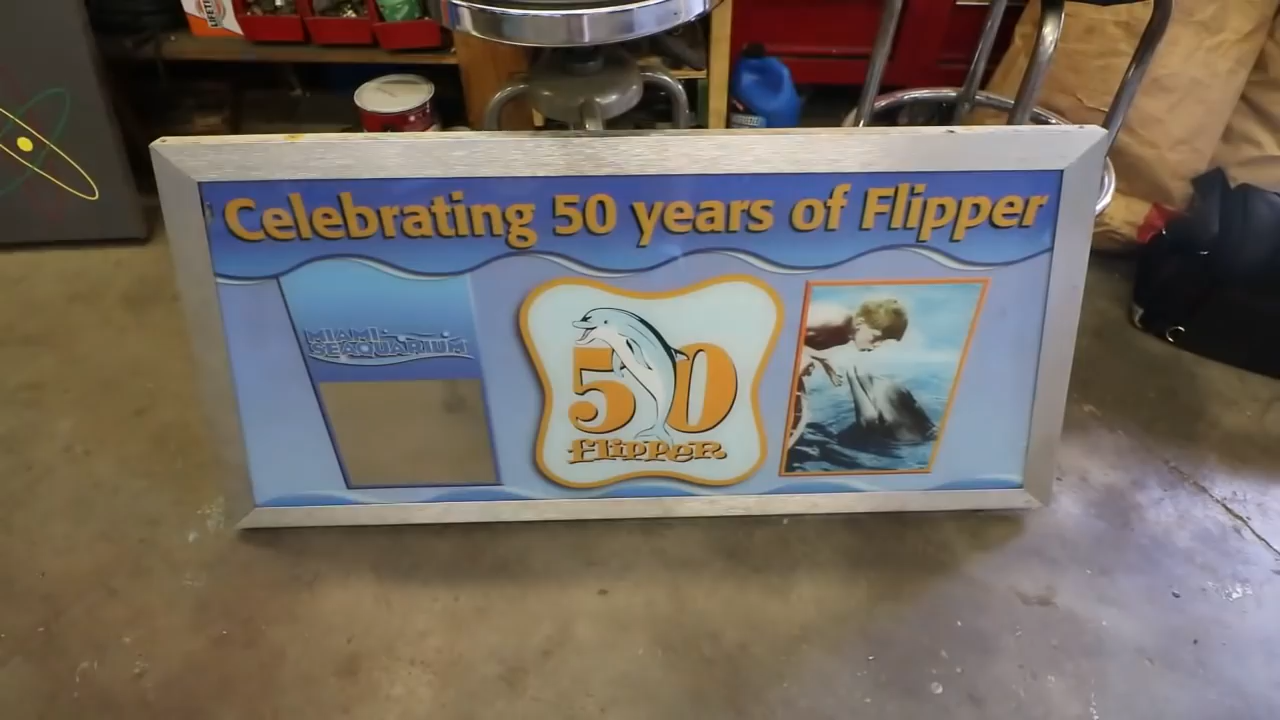 Celebrating 50 years of Flipper
MIAMI
SEAQUARIUM
50
flipper